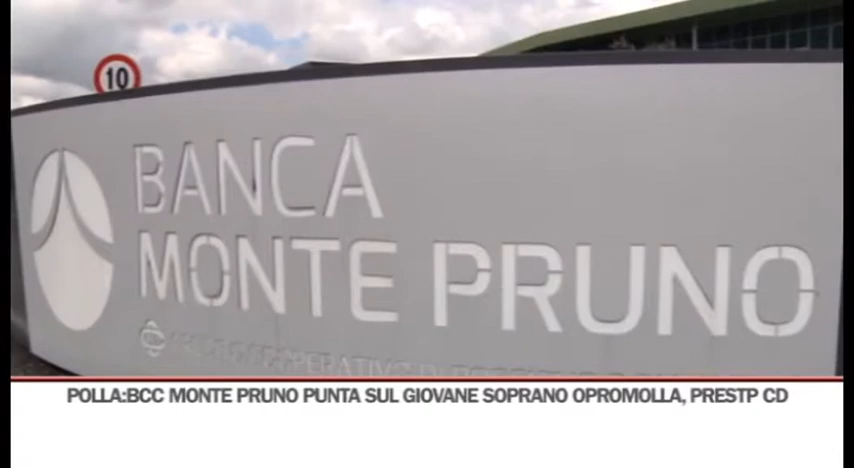 10
BANCA
MONTE PRUNO
POLLA:BCC MONTE PRUNO PUNTA SUL GIOVANE SOPRANO OPROMOLLA, PRESTP CD